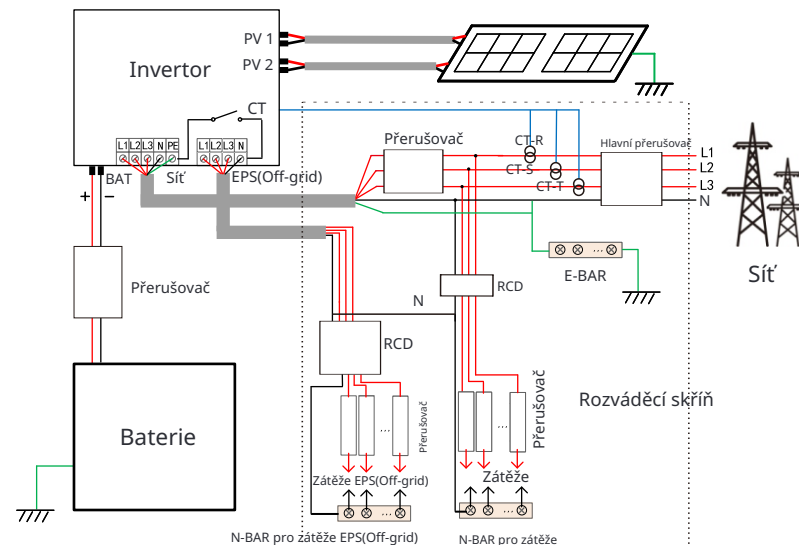 PV 1
Invertor
PV 2
CT
L1 L2 L3 N PE
L1 L2 L3 N
BAT
Síť
EPS(Off-grid)
+
−
Přerušovač
CT-R
CT-S
CT-T
Hlavní přerušovač
L1
L2
L3
N
Síť
E-BAR
Přerušovač
N
RCD
RCD
Rozváděcí skříň
Baterie
...
Přerušovač
...
Přerušovač
Zátěže EPS(Off-grid)
Zátěže
...
...
N-BAR pro zátěže EPS(Off-grid)
N-BAR pro zátěže